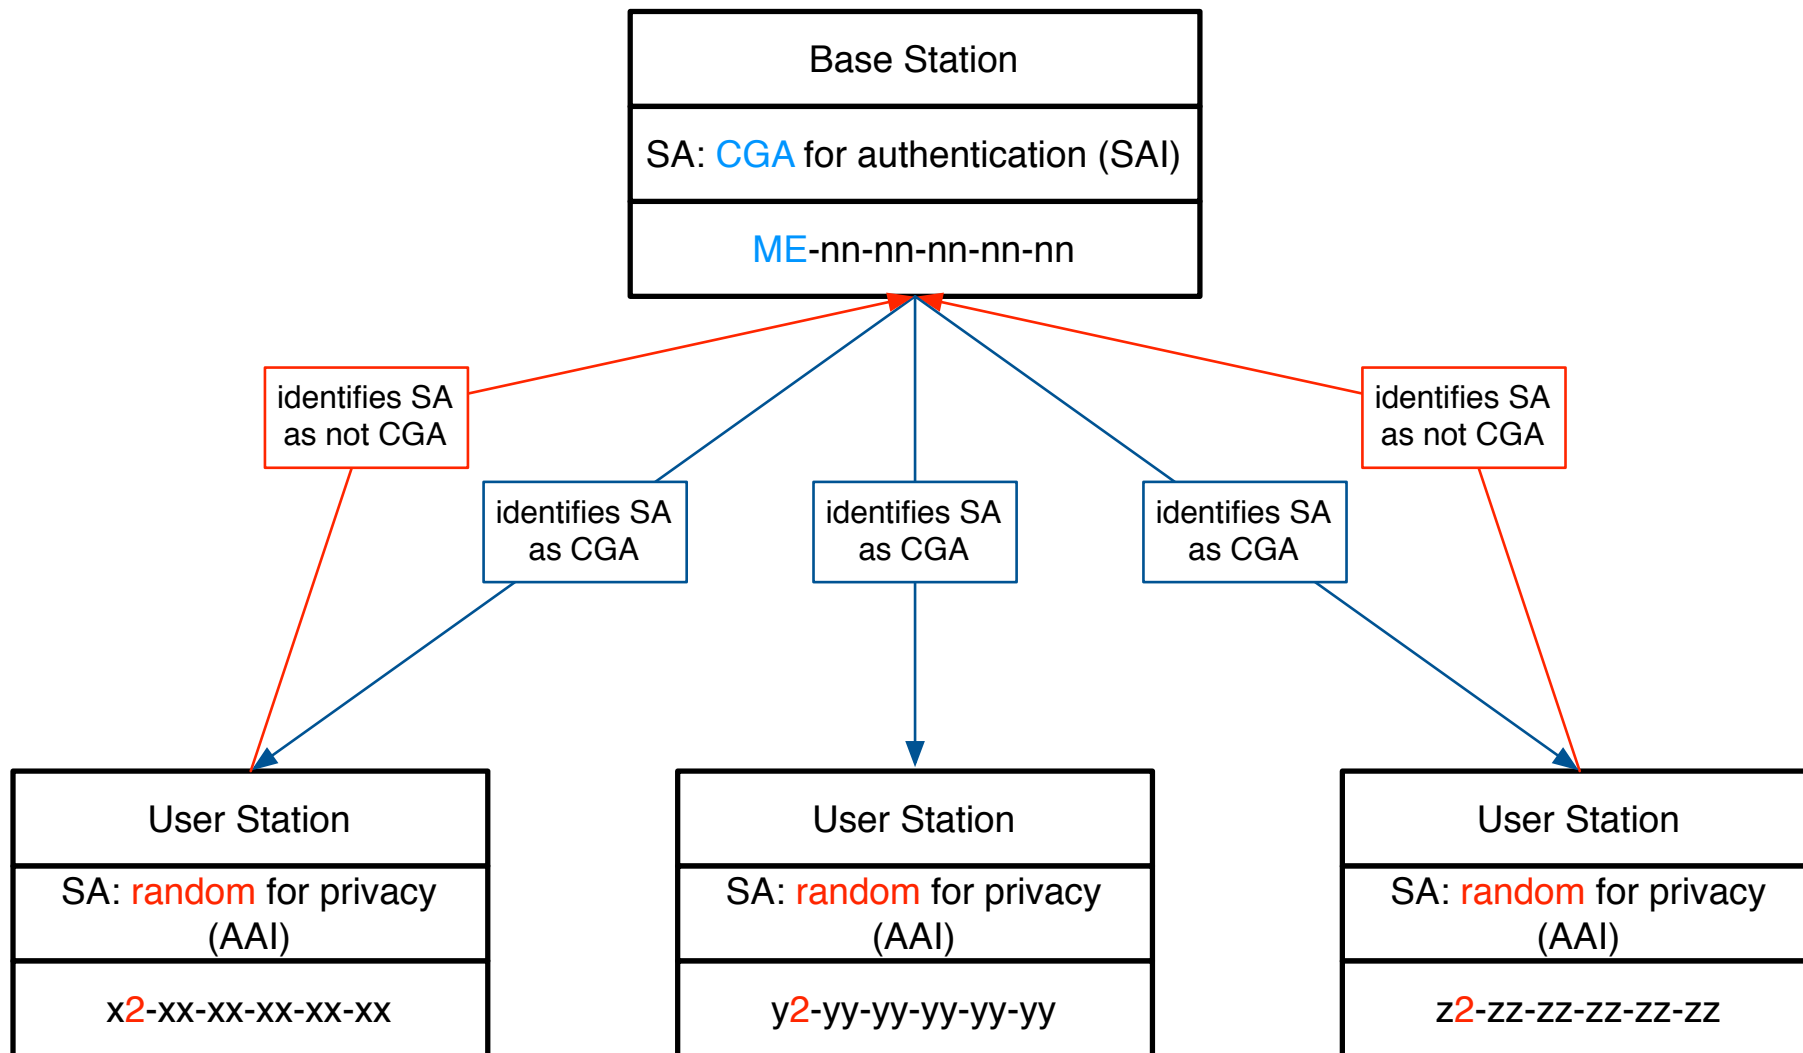 Base Station
SA: CGA for authentication (SAI)
ME-nn-nn-nn-nn-nn
identifies SA
as not CGA
identifies SA
as not CGA
identifies SA
as CGA
identifies SA
as CGA
identifies SA
as CGA
User Station
SA: random for privacy
(AAI)
x2-xx-xx-xx-xx-xx
User Station
SA: random for privacy
(AAI)
y2-yy-yy-yy-yy-yy
User Station
SA: random for privacy
(AAI)
z2-zz-zz-zz-zz-zz